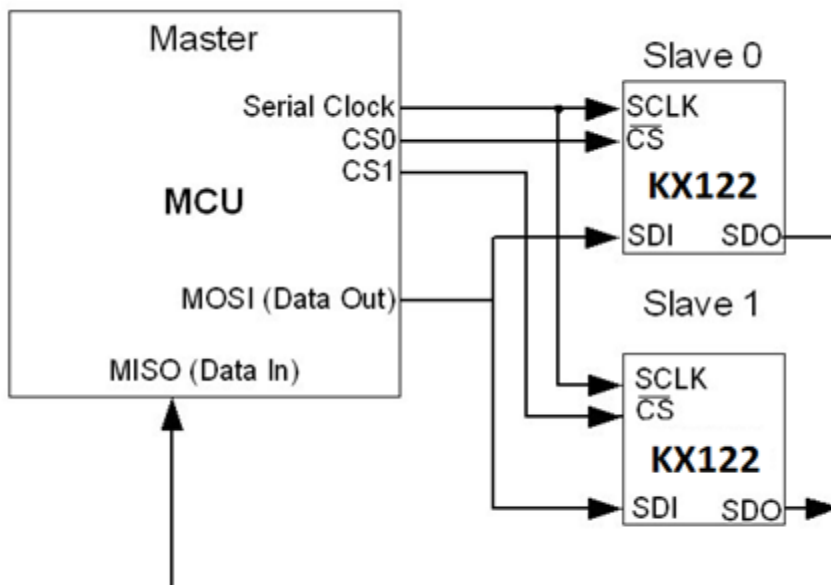 Master
Serial Clock
CS0
CS1
MCU
MOSI (Data Out)
MISO (Data In)
Slave 0
SCLK
CS
KX122
SDI SDO
Slave 1
SCLK
CS
KX122
SDI SDO